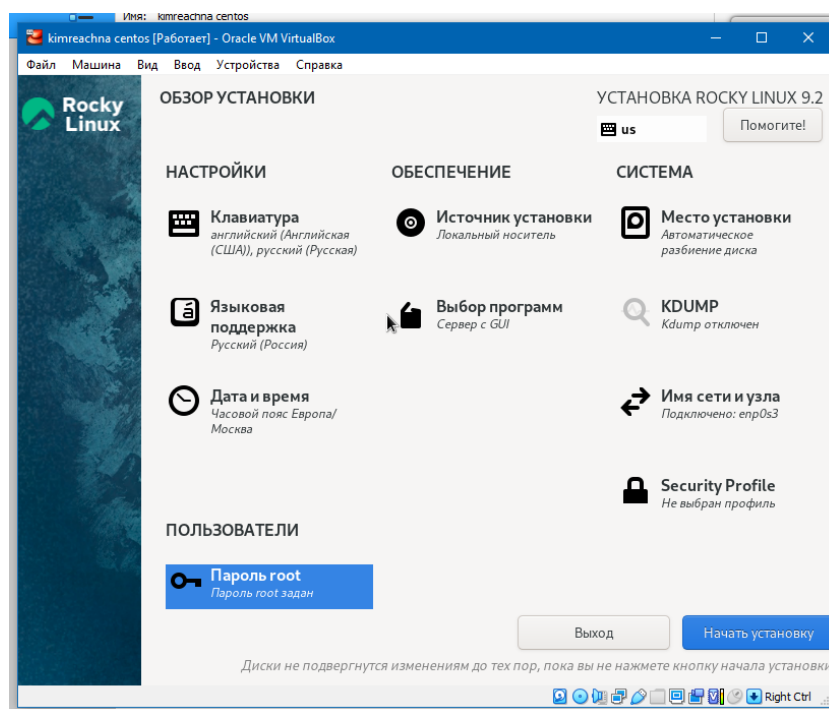 Имя: kimreachna centos
kimreachna centos [Работает] - Oracle VM VirtualBox
Файл Машина Вид Ввод Устройства Справка
Rocky
Linux
ОБЗОР УСТАНОВКИ
УСТАНОВКА ROCKY LINUX 9.2
us
Помогите!
НАСТРОЙКИ
Клавиатура
английский (Английская
(США)), русский (Русская)
Языковая
поддержка
Русский (Россия)
Дата и время
Часовой пояс Европа/
Москва
ОБЕСПЕЧЕНИЕ
Источник установки
Локальный носитель
Выбор программ
Сервер с GUI
СИСТЕМА
Место установки
Автоматическое
разбиение диска
KDUMP
Kdump отключен
Имя сети и узла
Подключено: enp0s3
Security Profile
Не выбран профиль
ПОЛЬЗОВАТЕЛИ
Пароль root
Пароль root задан
Выход
Начать установку
Диски не подвергнутся изменениям до тех пор, пока вы не нажмете кнопку начала установки
Right Ctrl